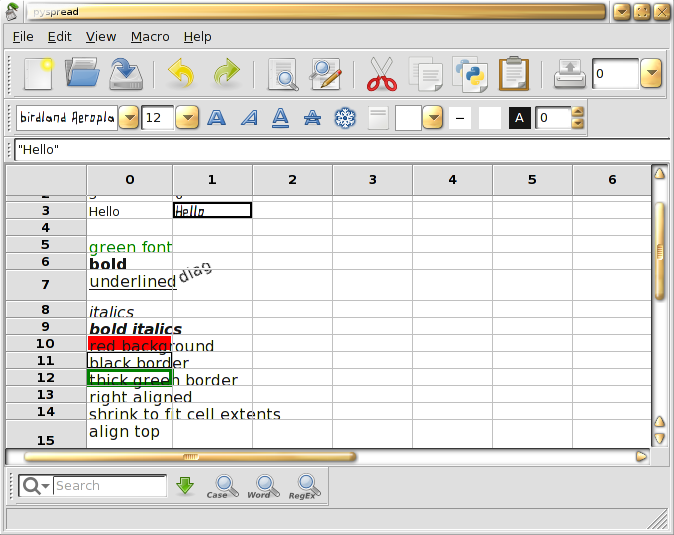 pyspread
File Edit View Macro Help
0
birdland Aeropla 12 A A A A A 0
"Hello"
0 1 2 3 4 5 6
3 Hello Hello
4
5 green font
6 bold diag
7 underlined
8 italics
9 bold italics
10 red background
11 black border
12 thick green border
13 right aligned
14 shrink to fit cell extents
15 align top
Search Case Word RegEx